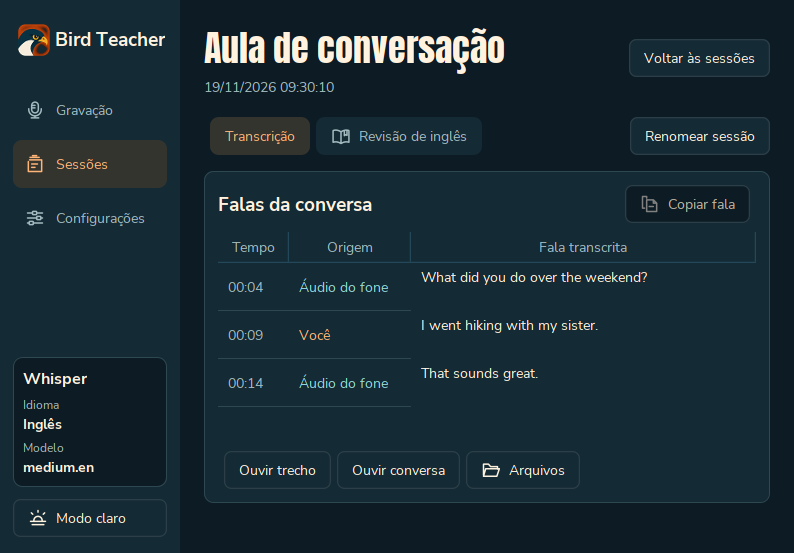 Bird Teacher
Gravação
Sessões
Configurações
Whisper
Idioma
Inglês
Modelo
medium.en
Modo claro
Aula de conversação
19/11/2026 09:30:10
Voltar às sessões
Transcrição
Revisão de inglês
Renomear sessão
Falas da conversa
Copiar fala
Tempo Origem Fala transcrita
00:04 Áudio do fone What did you do over the weekend?
00:09 Você I went hiking with my sister.
00:14 Áudio do fone That sounds great.
Ouvir trecho
Ouvir conversa
Arquivos